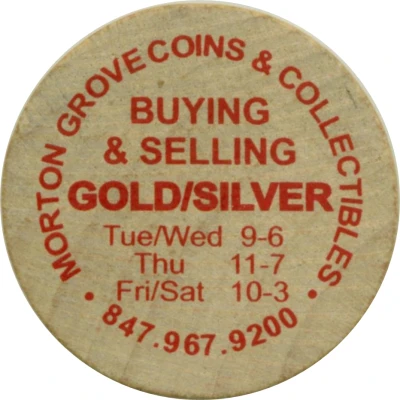 MORTON GROVE COINS & COLLECTIBLES
BUYING
& SELLING
GOLD/SILVER
Tue/Wed 9-6
Thu 11-7
Fri/Sat 10-3
• 847.967.9200 •